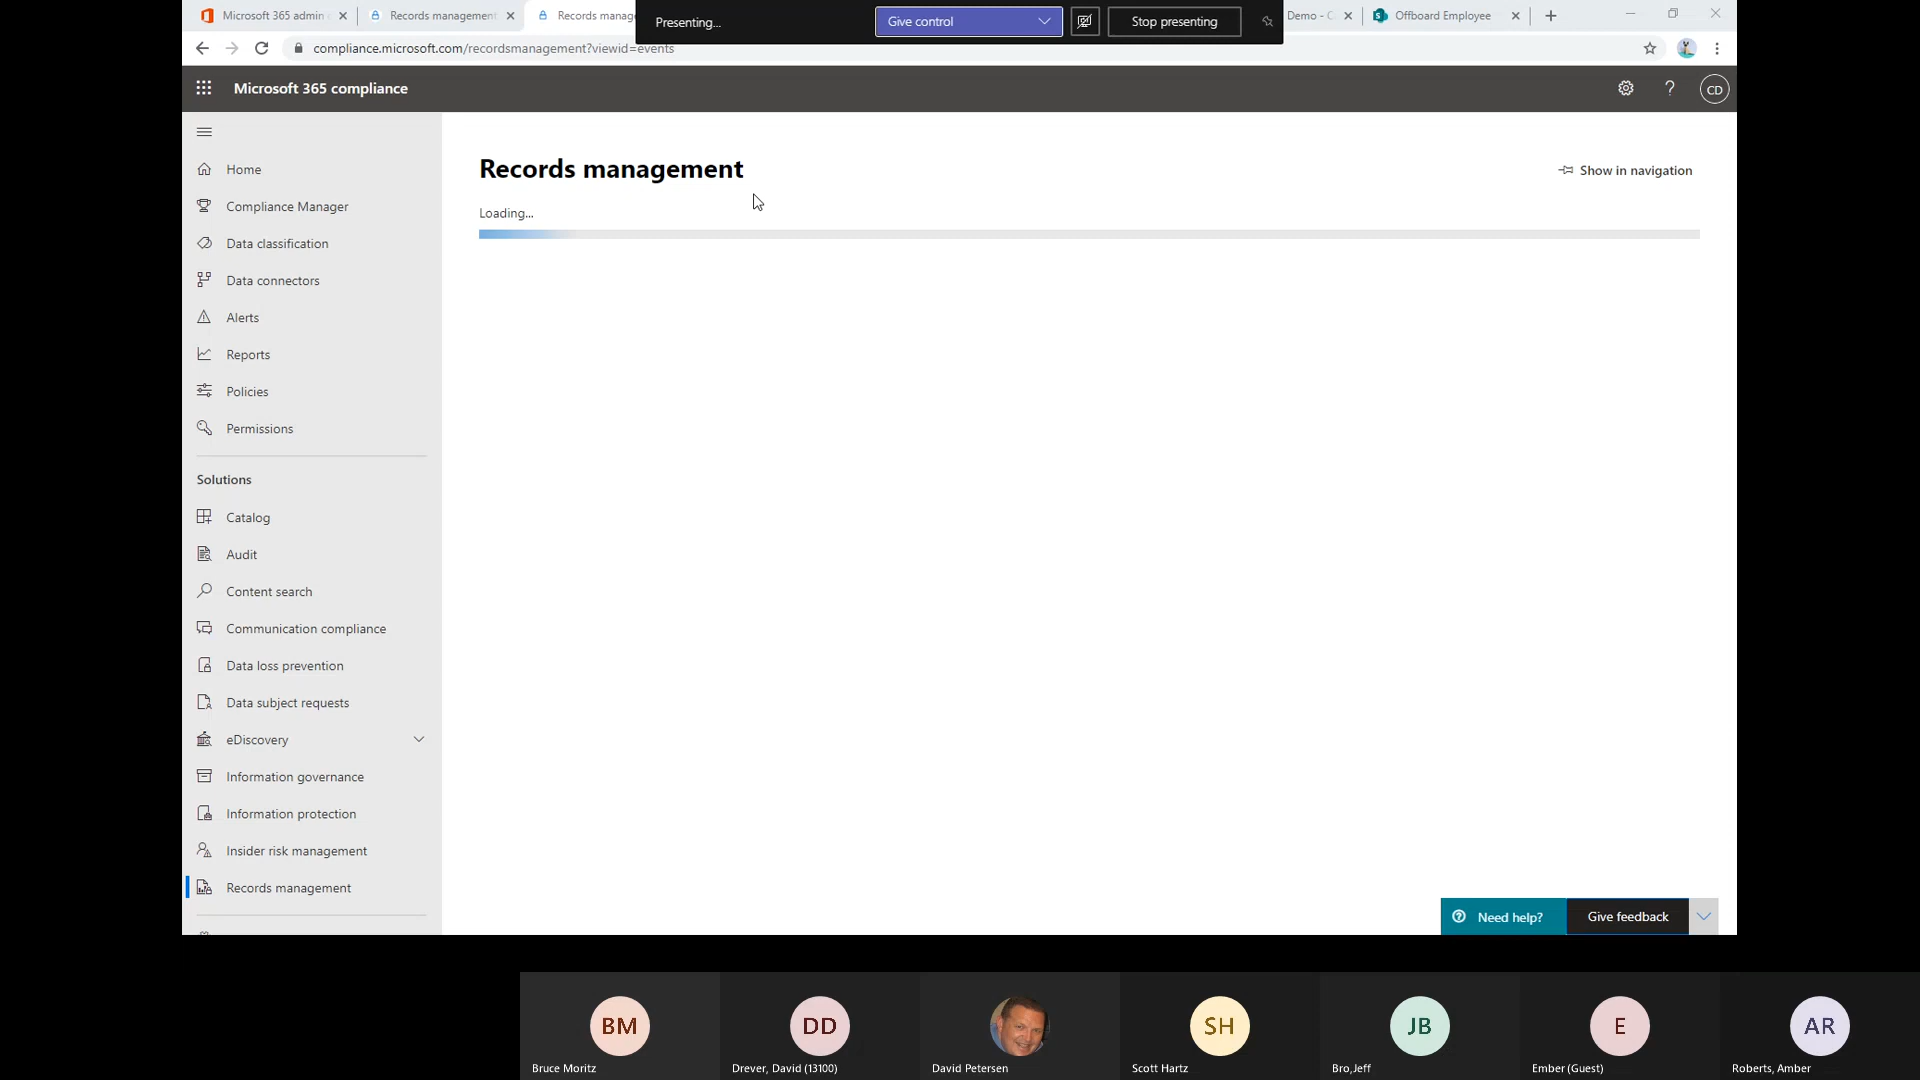 Microsoft 365 admin
Records management
Records manag
Presenting...
Give control
Stop presenting
Demo - C
Offboard Employee
compliance.microsoft.com/recordsmanagement?viewid=events
Microsoft 365 compliance
?
CD
Home
Compliance Manager
Data classification
Data connectors
Alerts
Reports
Policies
Permissions
Solutions
Catalog
Audit
Content search
Communication compliance
Data loss prevention
Data subject requests
eDiscovery
Information governance
Information protection
Insider risk management
Records management
Records management
Show in navigation
Loading...
Need help?
Give feedback
BM
DD
SH
JB
E
AR
Bruce Moritz
Drever, David (13100)
David Petersen
Scott Hartz
Bro,Jeff
Ember (Guest)
Roberts, Amber